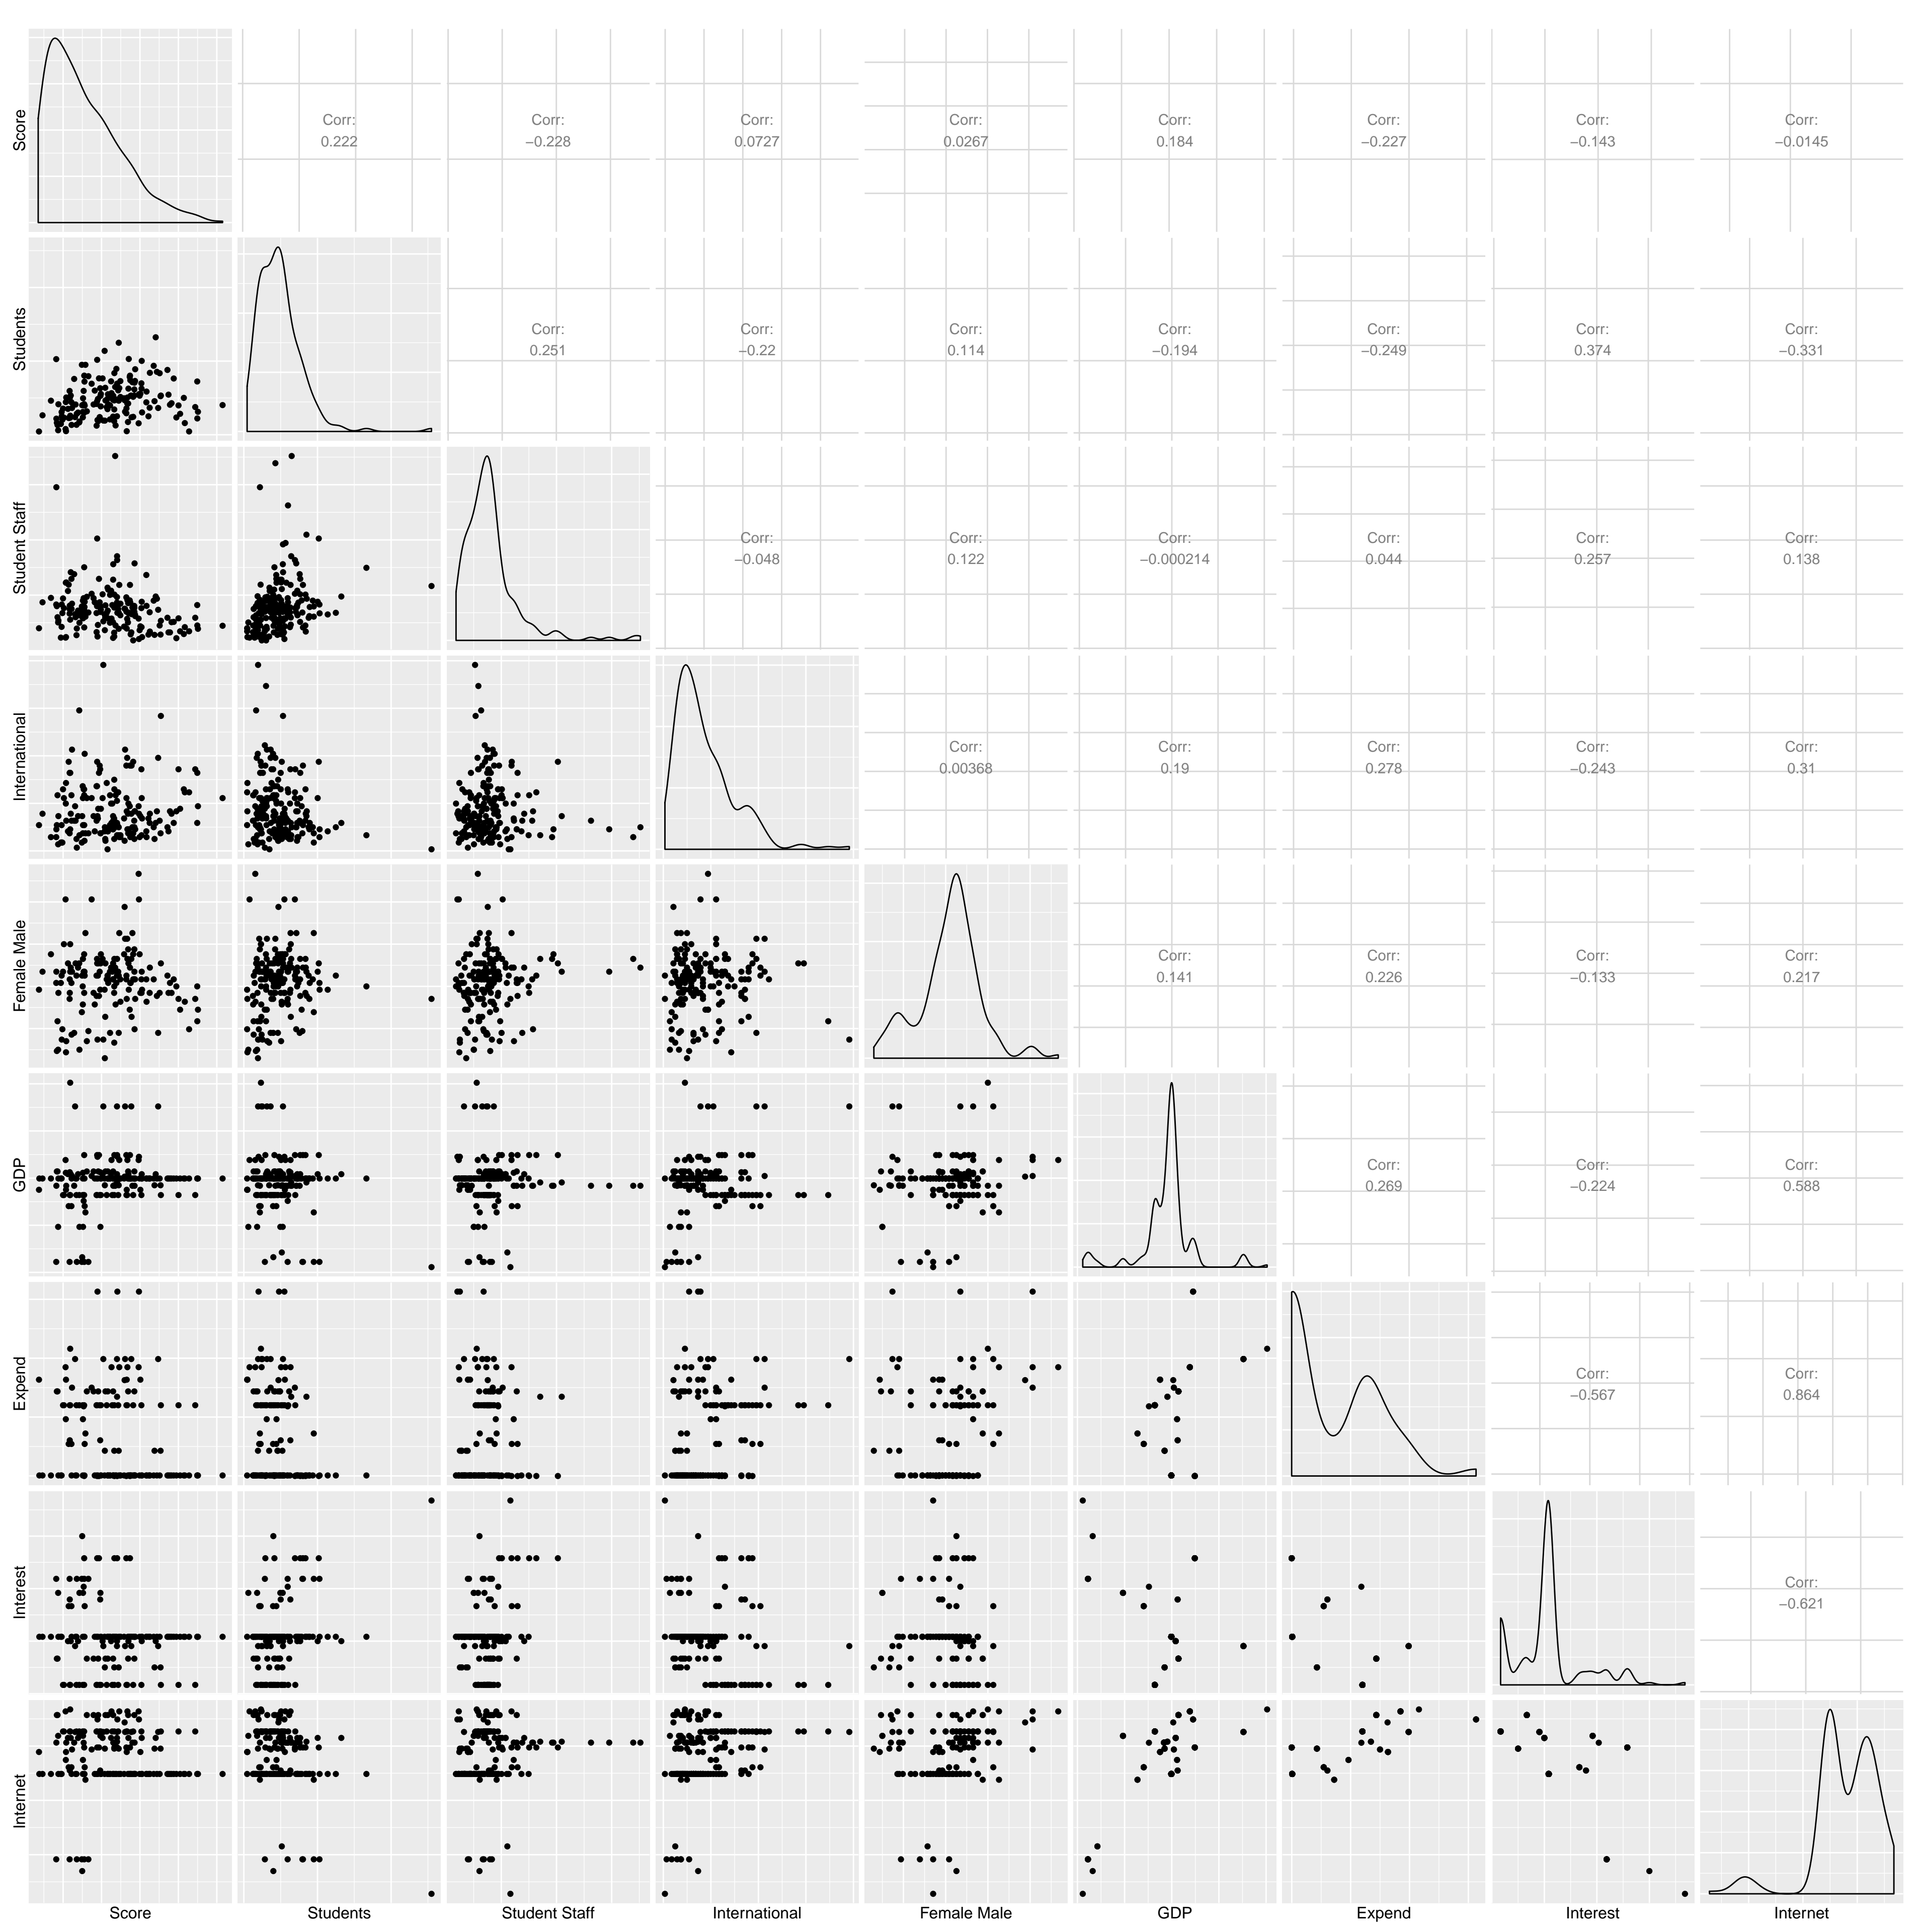 Score
Corr:
0.222
Corr:
−0.228
Corr:
0.0727
Corr:
0.0267
Corr:
0.184
Corr:
−0.227
Corr:
−0.143
Corr:
−0.0145
Students
Corr:
0.251
Corr:
−0.22
Corr:
0.114
Corr:
−0.194
Corr:
−0.249
Corr:
0.374
Corr:
−0.331
Student Staff
Corr:
−0.048
Corr:
0.122
Corr:
−0.000214
Corr:
0.044
Corr:
0.257
Corr:
0.138
International
Corr:
0.00368
Corr:
0.19
Corr:
0.278
Corr:
−0.243
Corr:
0.31
Female Male
Corr:
0.141
Corr:
0.226
Corr:
−0.133
Corr:
0.217
GDP
Corr:
0.269
Corr:
−0.224
Corr:
0.588
Expend
Corr:
−0.567
Corr:
0.864
Interest
Corr:
−0.621
Internet
Score
Students
Student Staff
International
Female Male
GDP
Expend
Interest
Internet